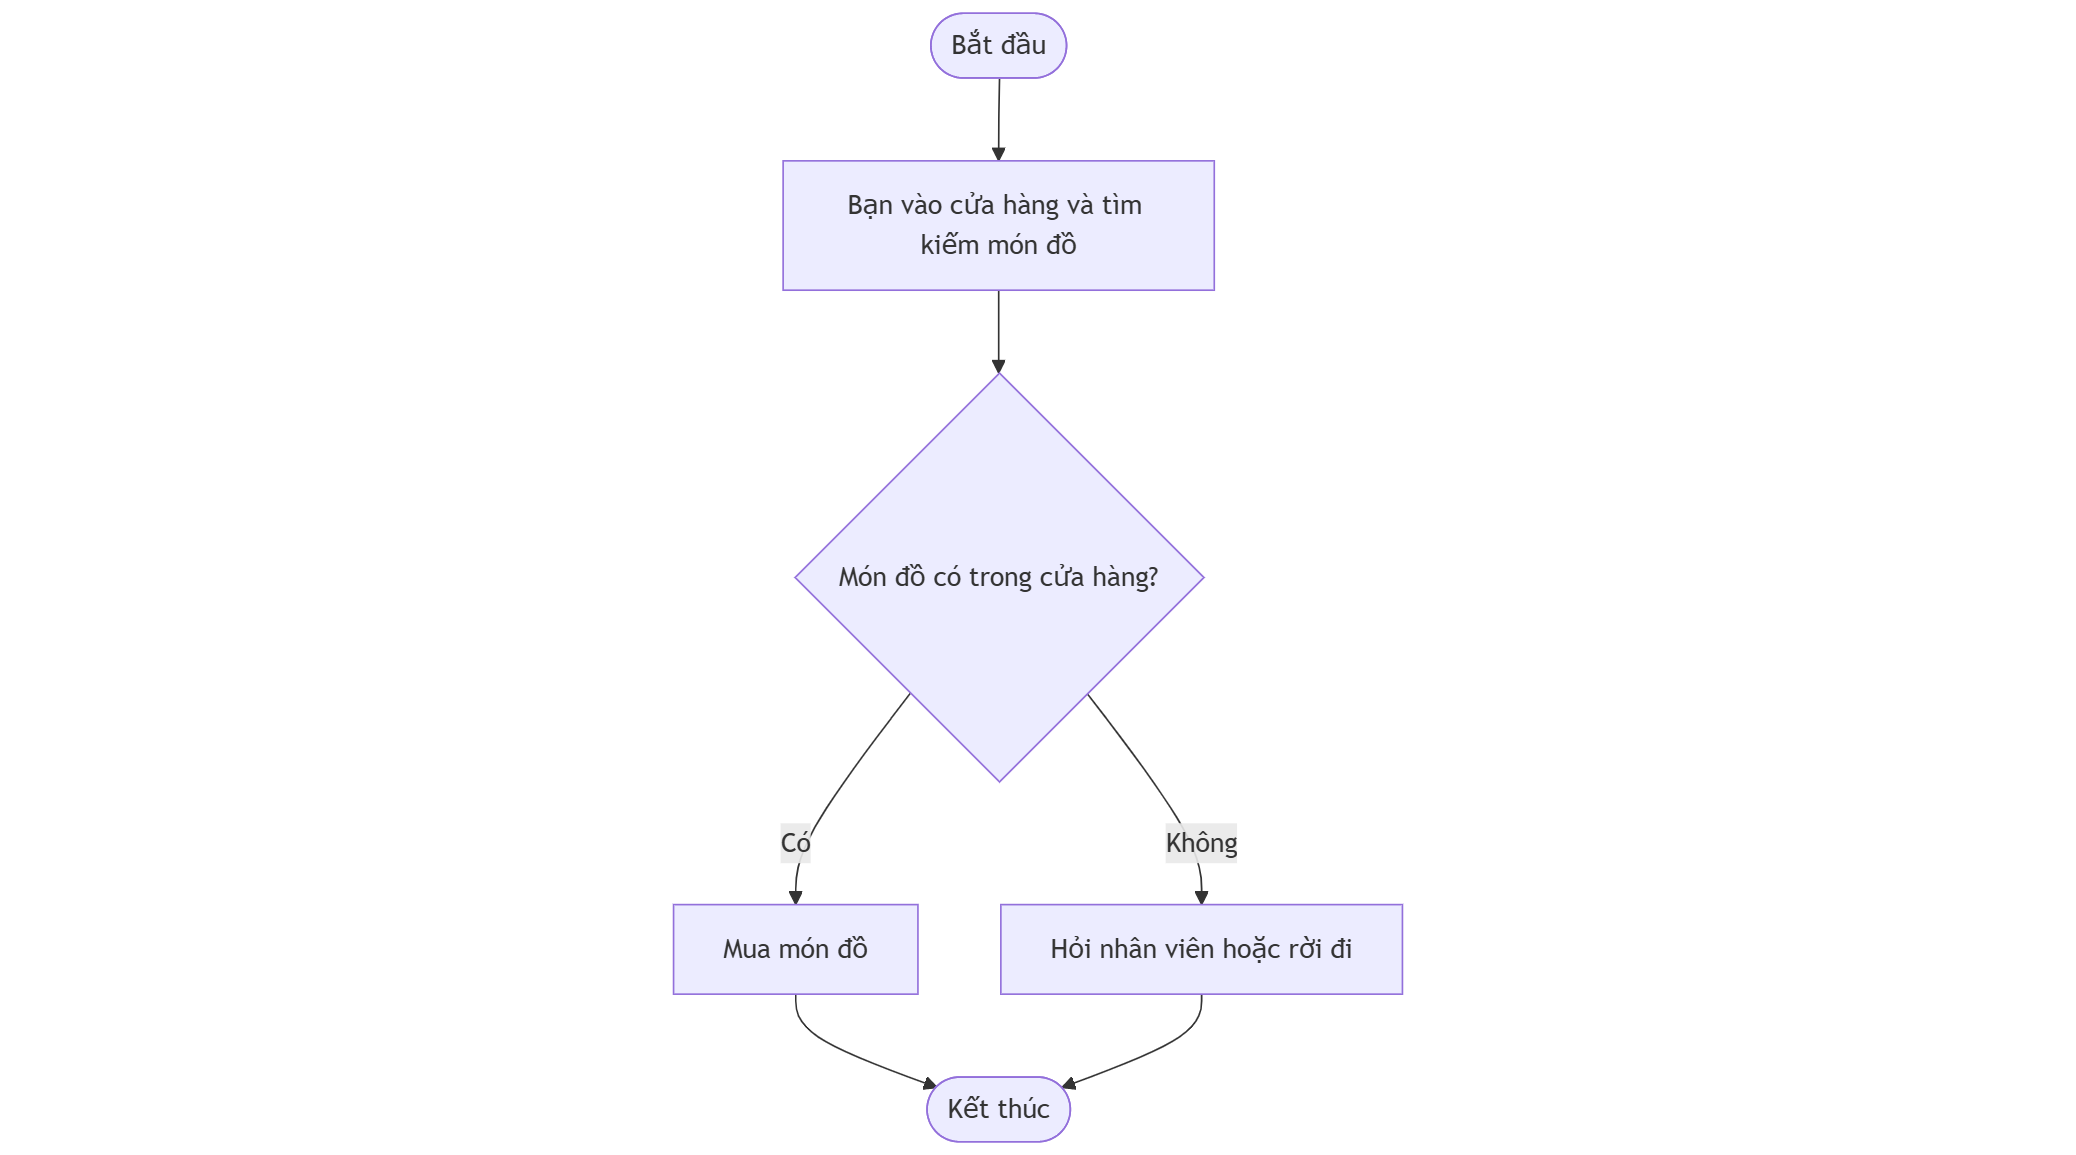 Bắt đầu
Bạn vào cửa hàng và tìm
kiếm món đồ
Món đồ có trong cửa hàng?
Có
Không
Mua món đồ
Hỏi nhân viên hoặc rời đi
Kết thúc